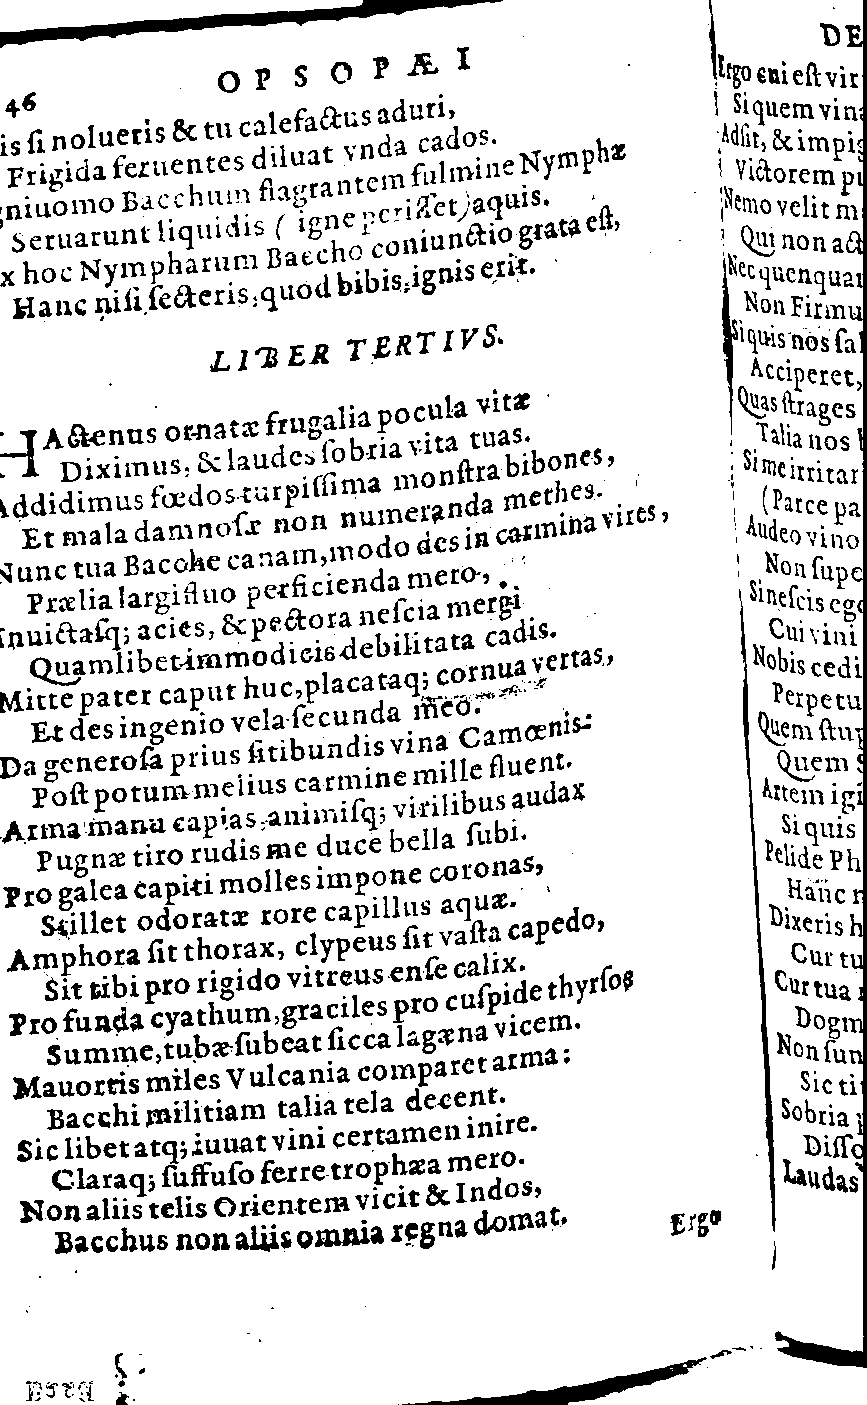 46
OPSOPÆI
is ſi nolueris & tu calefactus aduri,
Frigida feruentes diluat vnda cados.
gniuomo Bacchum flagrantem fulmine Nymphæ
Seruarunt liquidis ( igne periſſet) aquis.
x hoc Nympharum Baccho coniunctio grata eſt,
Hanc niſi ſecteris, quod bibis, ignis erit.
LIBER TERTIVS.
HActenus ornatæ frugalia pocula vitæ
Diximus, & laudes ſobria vita tuas.
Addidimus fœdos turpiſſima monſtra bibones,
Et mala damnoſæ non numeranda methes.
Nunc tua Bacche canam, modo des in carmina vires,
Prælia largifluo perficienda mero,
Inuictaſq; acies, & pectora neſcia mergi
Quamlibet immodicis debilitata cadis.
Mitte pater caput huc, placataq; cornua vertas,
Et des ingenio vela ſecunda meo.
Da generoſa prius ſitibundis vina Camœnis:
Poſt potum melius carmine mille fluent.
Arma manu capias, animiſq; virilibus audax
Pugnæ tiro rudis me duce bella ſubi.
Pro galea capiti molles impone coronas,
Stillet odoratæ rore capillus aquæ.
Amphora ſit thorax, clypeus ſit vaſta capedo,
Sit tibi pro rigido vitreus enſe calix.
Pro funda cyathum, graciles pro cuſpide thyrſos
Summe, tubæ ſubeat ſicca lagæna vicem.
Mauortis miles Vulcania comparet arma:
Bacchi militiam talia tela decent.
Sic libet atq; iuuat vini certamen inire.
Claraq; ſuffuſo ferre trophæa mero.
Non aliis telis Orientem vicit & Indos,
Bacchus non aliis omnia regna domat.
Ergo
DE
Ergo cui eſt vir
Si quem vina
Adſit, & impig
Victorem pu
Nemo velit m
Qui non act
Nec quenquam
Non Firmu
Si quis nos fal
Acciperet,
Quas ſtrages
Talia nos
Si me irritar
(Parce pa
Audeo vino
Non ſupe
Si neſcis ego
Cui vini
Nobis cedi
Perpetu
Quem ſtup
Quem S
Artem igi
Si quis
Pelide Ph
Hanc n
Dixeris h
Cur tu
Cur tua
Dogm
Non ſun
Sic ti
Sobria
Diſſo
Laudas